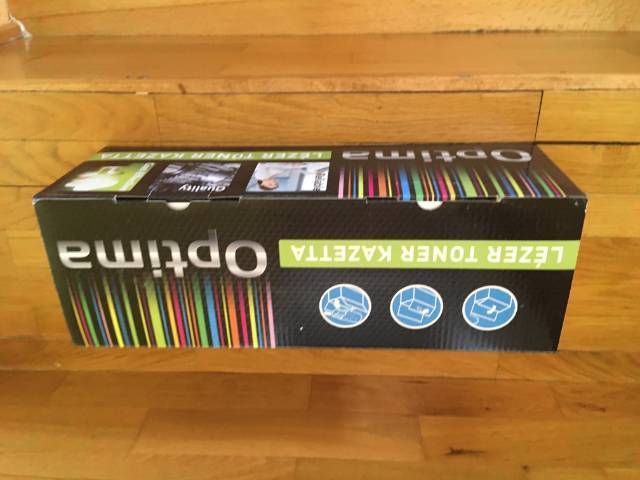 Optima
LÉZER TONER KAZETTA
Optima
LÉZER TONER KAZETTA
Quality